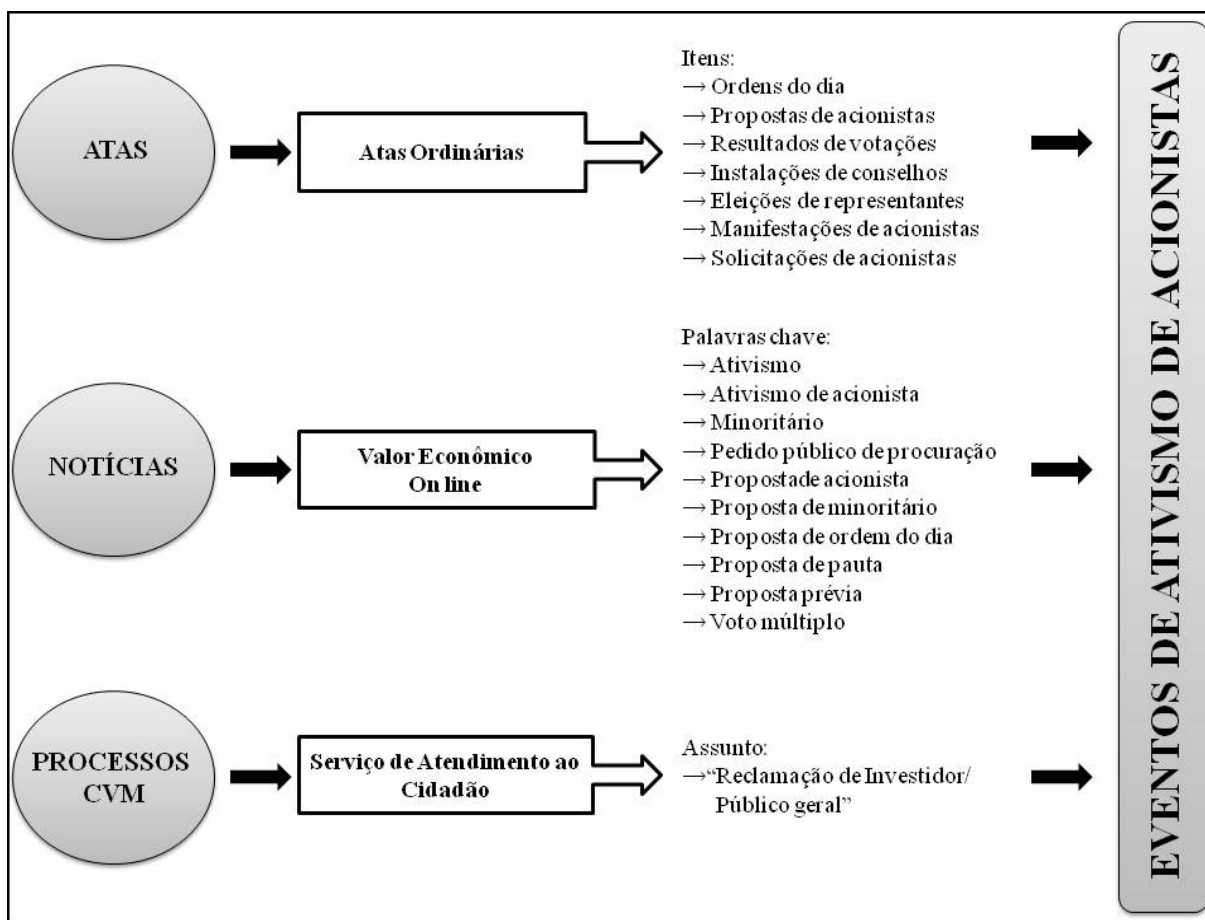 ATAS
Atas Ordinárias
Itens:
→ Ordens do dia
→ Propostas de acionistas
→ Resultados de votações
→ Instalações de conselhos
→ Eleições de representantes
→ Manifestações de acionistas
→ Solicitações de acionistas
NOTÍCIAS
Valor Econômico
On line
Palavras chave:
→ Ativismo
→ Ativismo de acionista
→ Minoritário
→ Pedido público de procuração
→ Propostade acionista
→ Proposta de minoritário
→ Proposta de ordem do dia
→ Proposta de pauta
→ Proposta prévia
→ Voto múltiplo
PROCESSOS
CVM
Serviço de Atendimento ao
Cidadão
Assunto:
→“Reclamação de Investidor/
Público geral”
EVENTOS DE ATIVISMO DE ACIONISTAS